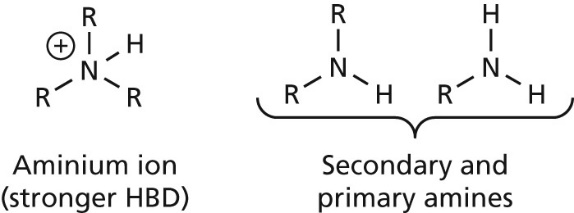 R
H
N
R
R
+
R
N
R
H
H
N
R
H
Aminium ion
(stronger HBD)
Secondary and
primary amines